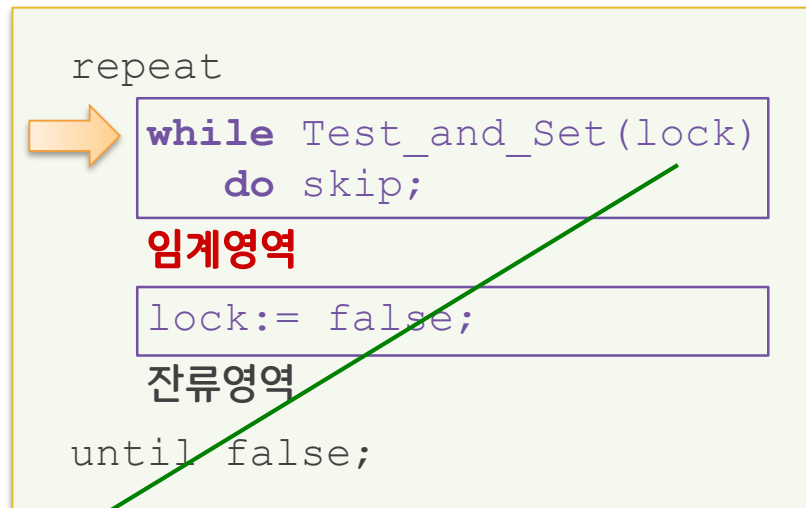 repeat
while Test_and_Set(lock)
do skip;
임계영역
lock:= false;
잔류영역
until false;